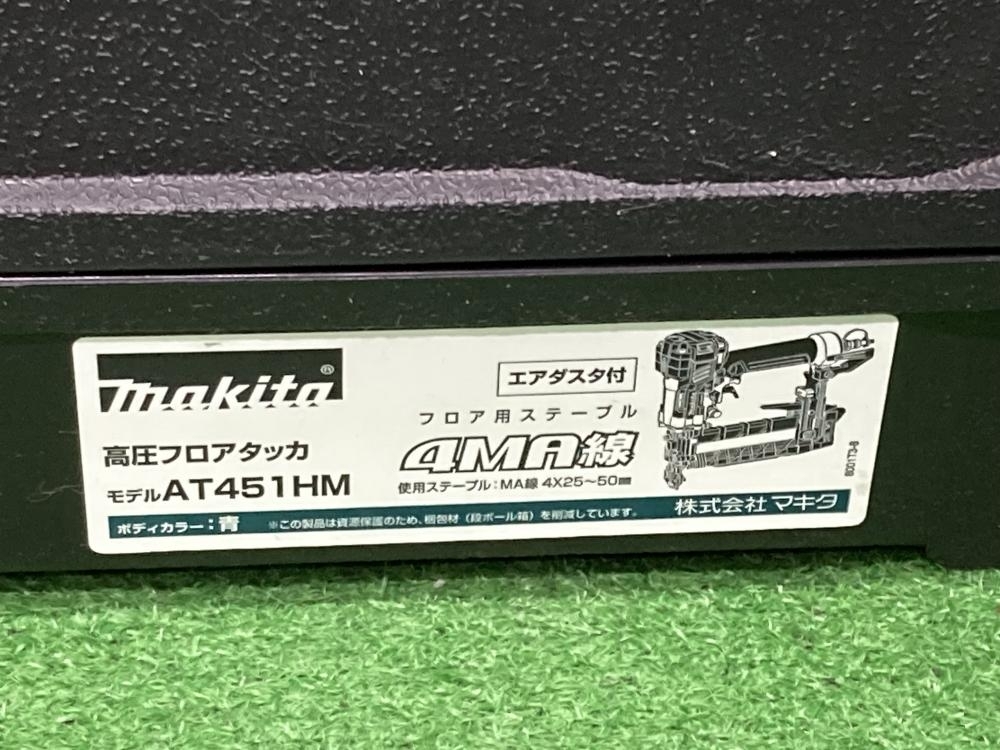 makita®
高圧フロアタッカ
モデルAT451HM
エアダスタ付
フロア用ステープル
4MA線
使用ステープル:MA線 4X25~50㎜
ボディカラー:青 ※この製品は資源保護のため、梱包材(段ボール箱)を削減しています。 株式会社 マキタ